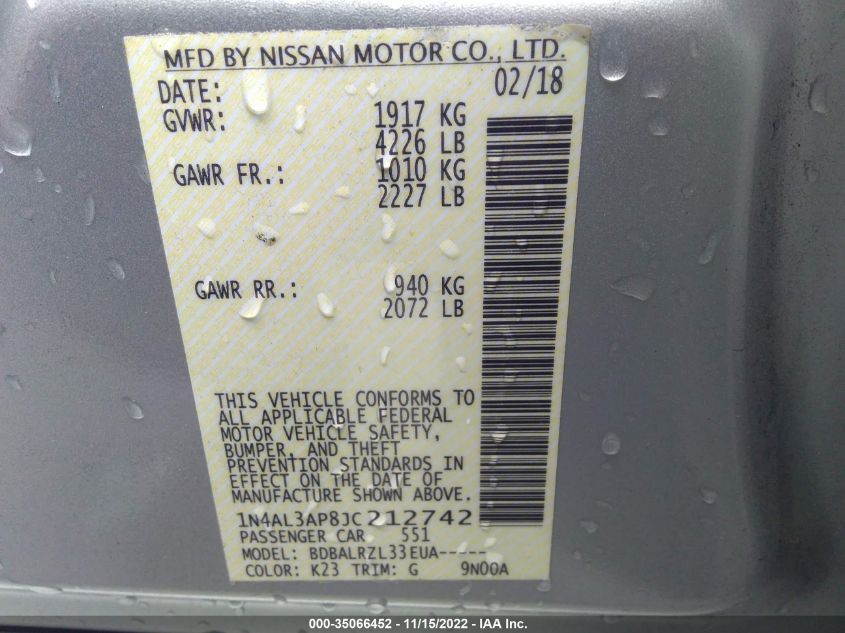 MFD BY NISSAN MOTOR CO., LTD.
DATE: 02/18
GVWR: 1917 KG
4226 LB
GAWR FR.: 1010 KG
2227 LB
GAWR RR.: 940 KG
2072 LB
THIS VEHICLE CONFORMS TO
ALL APPLICABLE FEDERAL
MOTOR VEHICLE SAFETY,
BUMPER, AND THEFT
PREVENTION STANDARDS IN
EFFECT ON THE DATE OF
MANUFACTURE SHOWN ABOVE.
1N4AL3AP8JC212742
PASSENGER CAR 551
MODEL: BDBALRZL33EUA-----
COLOR: K23 TRIM: G 9N00A
000-35066452 - 11/15/2022 - IAA Inc.